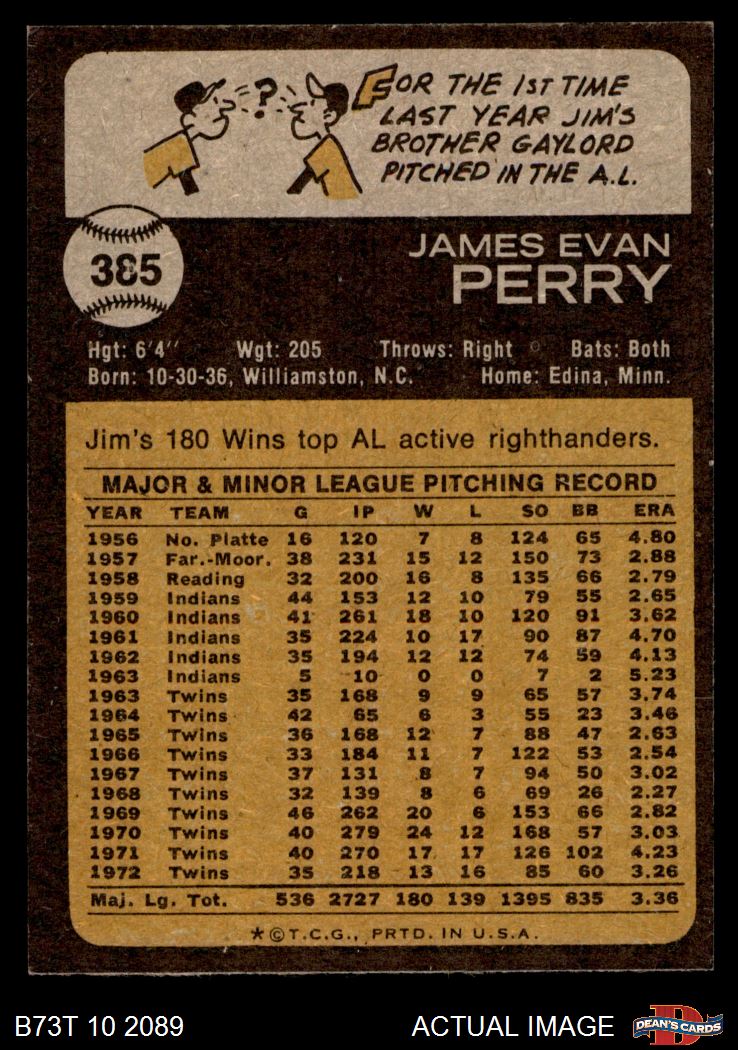 ?
FOR THE 1ST TIME
LAST YEAR JIM'S
BROTHER GAYLORD
PITCHED IN THE A.L.
385
JAMES EVAN
PERRY
Hgt: 6'4" Wgt: 205 Throws: Right Bats: Both
Born: 10-30-36, Williamston, N.C. Home: Edina, Minn.
Jim's 180 Wins top AL active righthanders.
MAJOR & MINOR LEAGUE PITCHING RECORD
YEAR TEAM G IP W L SO BB ERA
1956 No. Platte 16 120 7 8 124 65 4.80
1957 Far.-Moor. 38 231 15 12 150 73 2.88
1958 Reading 32 200 16 8 135 66 2.79
1959 Indians 44 153 12 10 79 55 2.65
1960 Indians 41 261 18 10 120 91 3.62
1961 Indians 35 224 10 17 90 87 4.70
1962 Indians 35 194 12 12 74 59 4.13
1963 Indians 5 10 0 0 7 2 5.23
1963 Twins 35 168 9 9 65 57 3.74
1964 Twins 42 65 6 3 55 23 3.46
1965 Twins 36 168 12 7 88 47 2.63
1966 Twins 33 184 11 7 122 53 2.54
1967 Twins 37 131 8 7 94 50 3.02
1968 Twins 32 139 8 6 69 26 2.27
1969 Twins 46 262 20 6 153 66 2.82
1970 Twins 40 279 24 12 168 57 3.03
1971 Twins 40 270 17 17 126 102 4.23
1972 Twins 35 218 13 16 85 60 3.26
Maj. Lg. Tot. 536 2727 180 139 1395 835 3.36
*©T.C.G., PRTD. IN U.S.A.
B73T 10 2089 ACTUAL IMAGE
D
DEAN'S CARDS